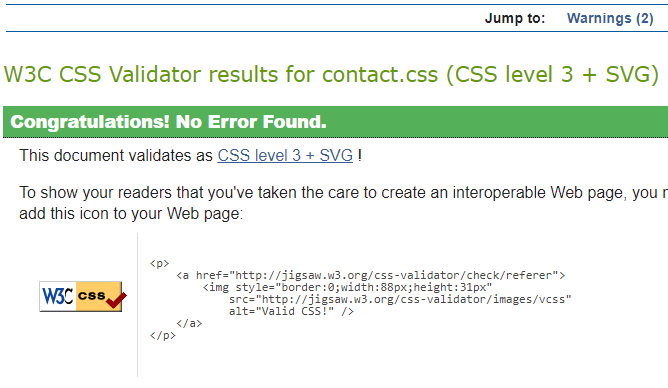 Jump to: Warnings (2)
W3C CSS Validator results for contact.css (CSS level 3 + SVG)
Congratulations! No Error Found.
This document validates as CSS level 3 + SVG !
To show your readers that you've taken the care to create an interoperable Web page, you
add this icon to your Web page:
W3C css
<p>
<a href="http://jigsaw.w3.org/css-validator/check/referer">
<img style="border:0;width:88px;height:31px"
src="http://jigsaw.w3.org/css-validator/images/vcss"
alt="Valid CSS!" />
</a>
</p>